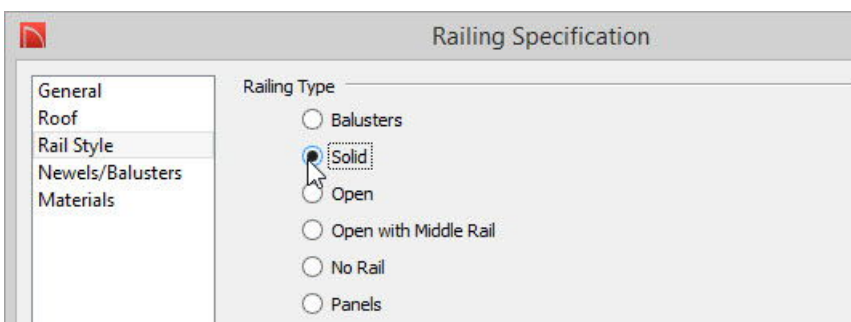 Railing Specification
General
Roof
Rail Style
Newels/Balusters
Materials
Railing Type
Balusters
Solid
Open
Open with Middle Rail
No Rail
Panels